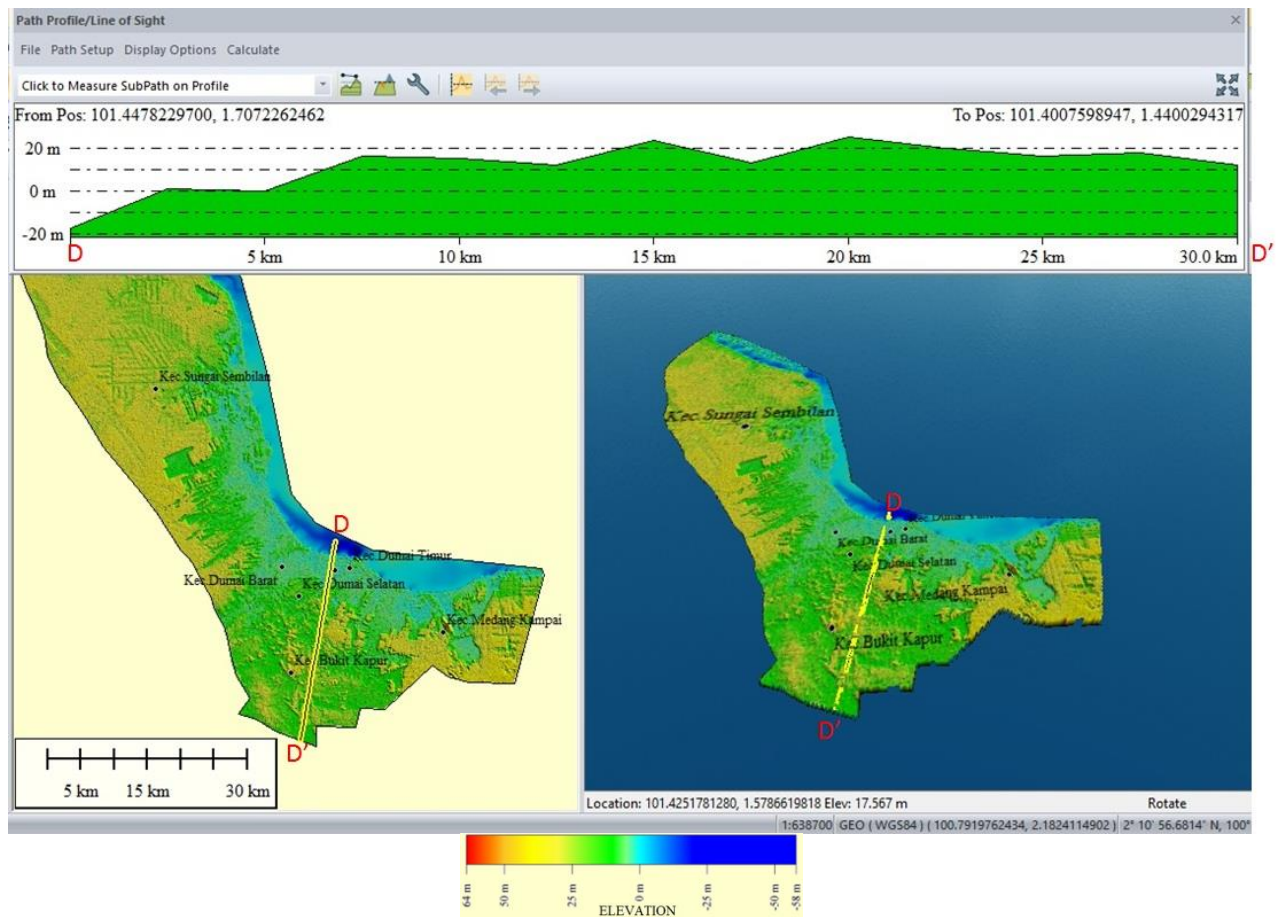 Path Profile/Line of Sight
File Path Setup Display Options Calculate
Click to Measure SubPath on Profile
From Pos: 101.4478229700, 1.7072262462
To Pos: 101.4007598947, 1.4400294317
20 m
0 m
-20 m
D
5 km
10 km
15 km
20 km
25 km
30.0 km
D'
Kec.Sungai Sembilan
D
Kec.Dumai Timur
Kec.Dumai Barat
Kec.Dumai Selatan
Kec.Medang Kampai
Kec.Bukit Kapur
D'
5 km 15 km 30 km
Kec.Sungai Sembilan
D
Kec.Dumai
Kec.Dumai Barat
Kec.Dumai Selatan
Kec.Medang Kampai
Kec.Bukit Kapur
D'
Location: 101.4251781280, 1.5786619818 Elev: 17.567 m
Rotate
1:638700 GEO ( WGS84 ) ( 100.7919762434, 2.1824114902 ) 2° 10' 56.6814" N, 100°
64 m
50 m
25 m
0 m
-25 m
-50 m
-58 m
ELEVATION